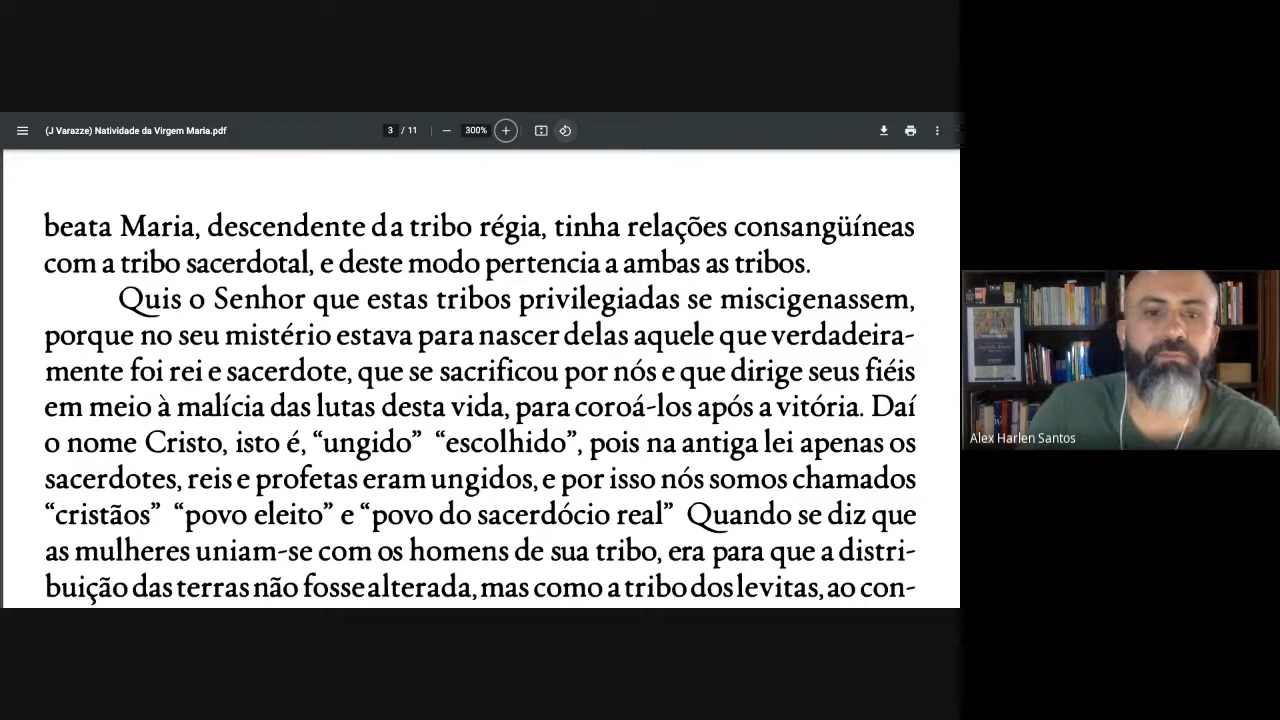 (J Varazze) Natividade da Virgem Maria.pdf
3 / 11
300%
beata Maria, descendente da tribo régia, tinha relações consangüíneas
com a tribo sacerdotal, e deste modo pertencia a ambas as tribos.
Quis o Senhor que estas tribos privilegiadas se miscigenassem,
porque no seu mistério estava para nascer delas aquele que verdadeira-
mente foi rei e sacerdote, que se sacrificou por nós e que dirige seus fiéis
em meio à malícia das lutas desta vida, para coroá-los após a vitória. Daí
o nome Cristo, isto é, “ungido” “escolhido”, pois na antiga lei apenas os
sacerdotes, reis e profetas eram ungidos, e por isso nós somos chamados
“cristãos” “povo eleito” e “povo do sacerdócio real” Quando se diz que
as mulheres uniam-se com os homens de sua tribo, era para que a distri-
buição das terras não fosse alterada, mas como a tribo dos levitas, ao con-
Alex Harlen Santos